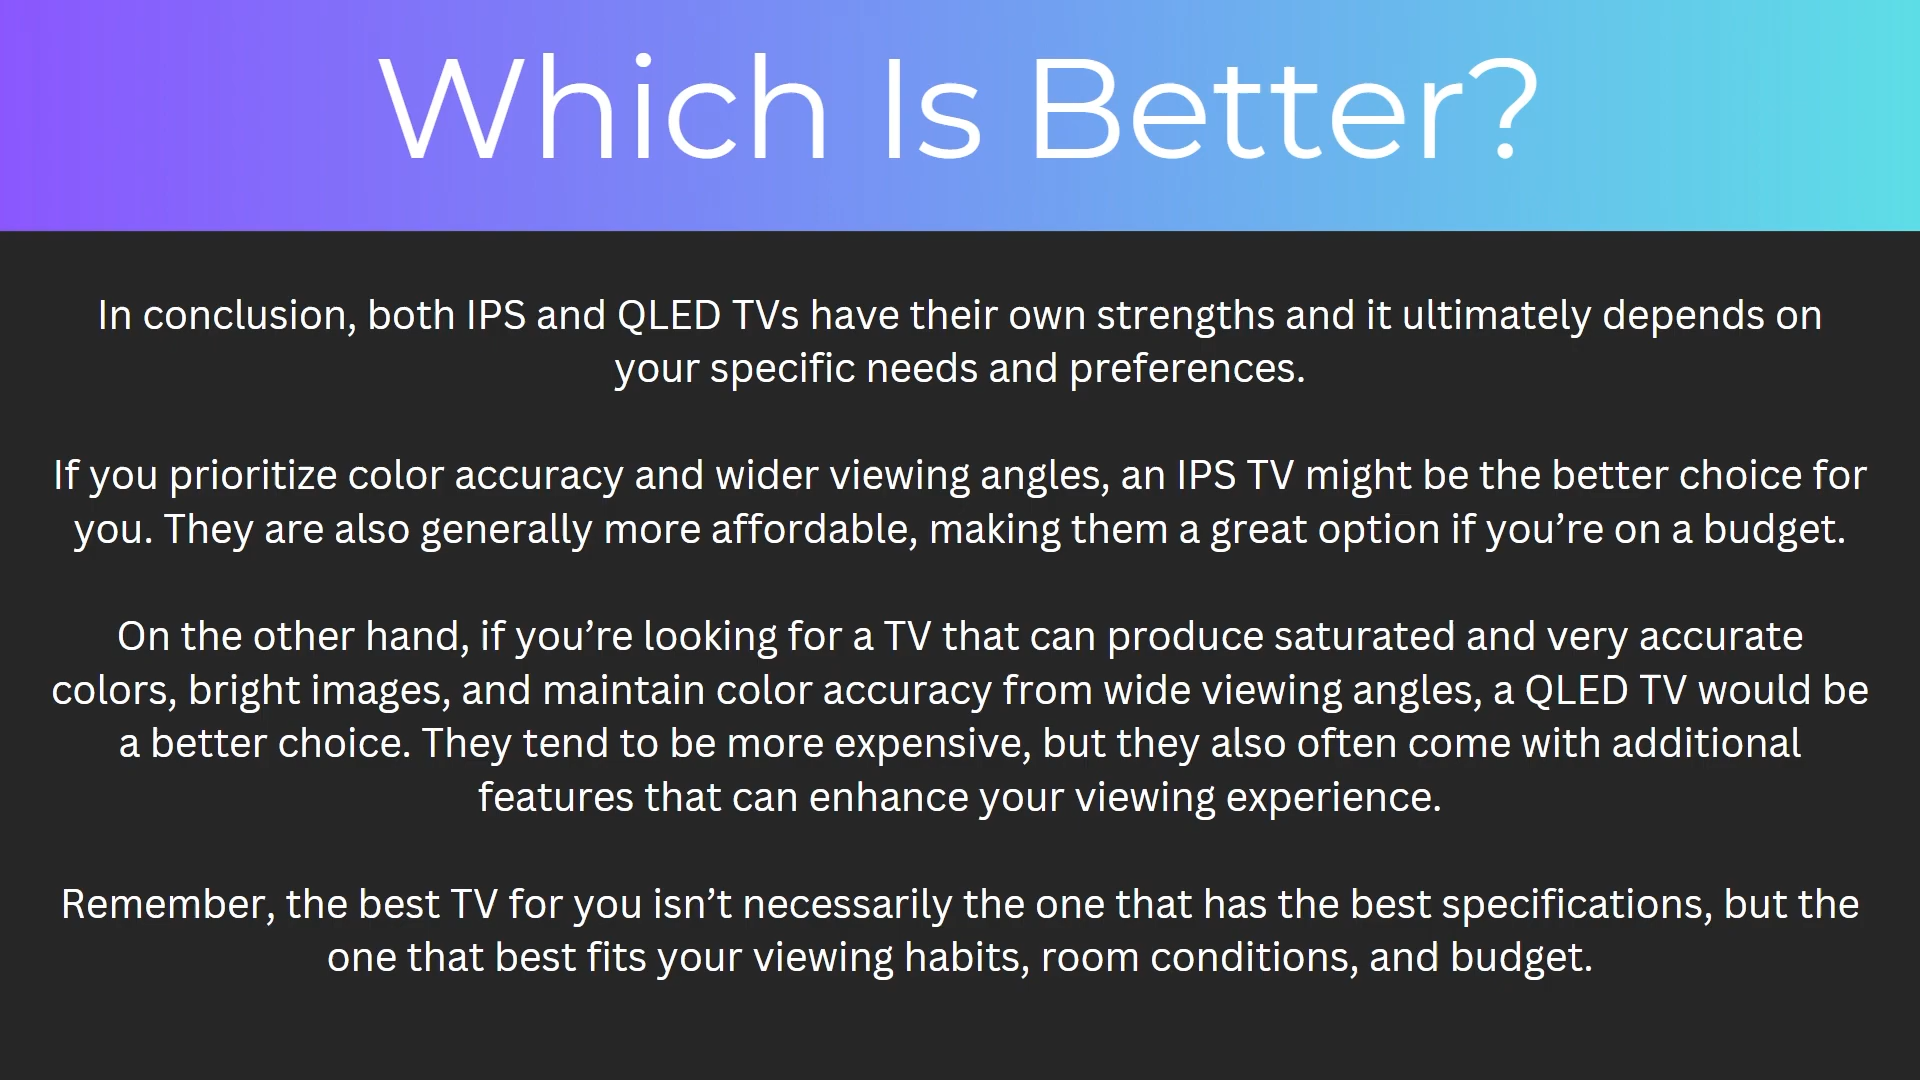 Which Is Better?
In conclusion, both IPS and QLED TVs have their own strengths and it ultimately depends on
your specific needs and preferences.
If you prioritize color accuracy and wider viewing angles, an IPS TV might be the better choice for
you. They are also generally more affordable, making them a great option if you’re on a budget.
On the other hand, if you’re looking for a TV that can produce saturated and very accurate
colors, bright images, and maintain color accuracy from wide viewing angles, a QLED TV would be
a better choice. They tend to be more expensive, but they also often come with additional
features that can enhance your viewing experience.
Remember, the best TV for you isn’t necessarily the one that has the best specifications, but the
one that best fits your viewing habits, room conditions, and budget.